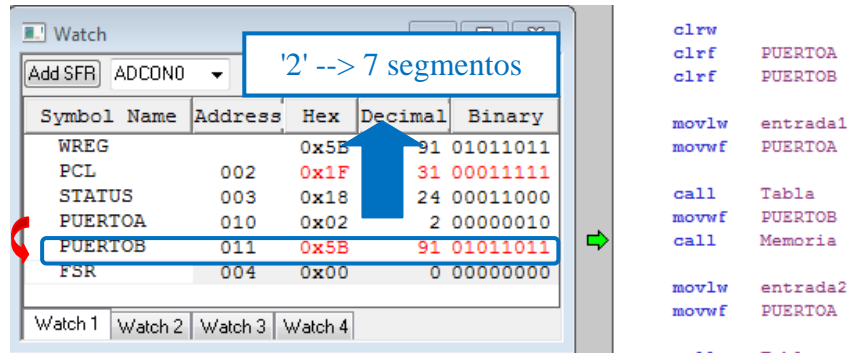 Watch
'2' --> 7 segmentos
Add SFR ADCON0
Symbol Name Address Hex Decimal Binary
WREG 0x5B 91 01011011
PCL 002 0x1F 31 00011111
STATUS 003 0x18 24 00011000
PUERTOA 010 0x02 2 00000010
PUERTOB 011 0x5B 91 01011011
FSR 004 0x00 0 00000000
Watch 1 Watch 2 Watch 3 Watch 4
clrw
clrf PUERTOA
clrf PUERTOB
movlw entrada1
movwf PUERTOA
call Tabla
movwf PUERTOB
call Memoria
movlw entrada2
movwf PUERTOA